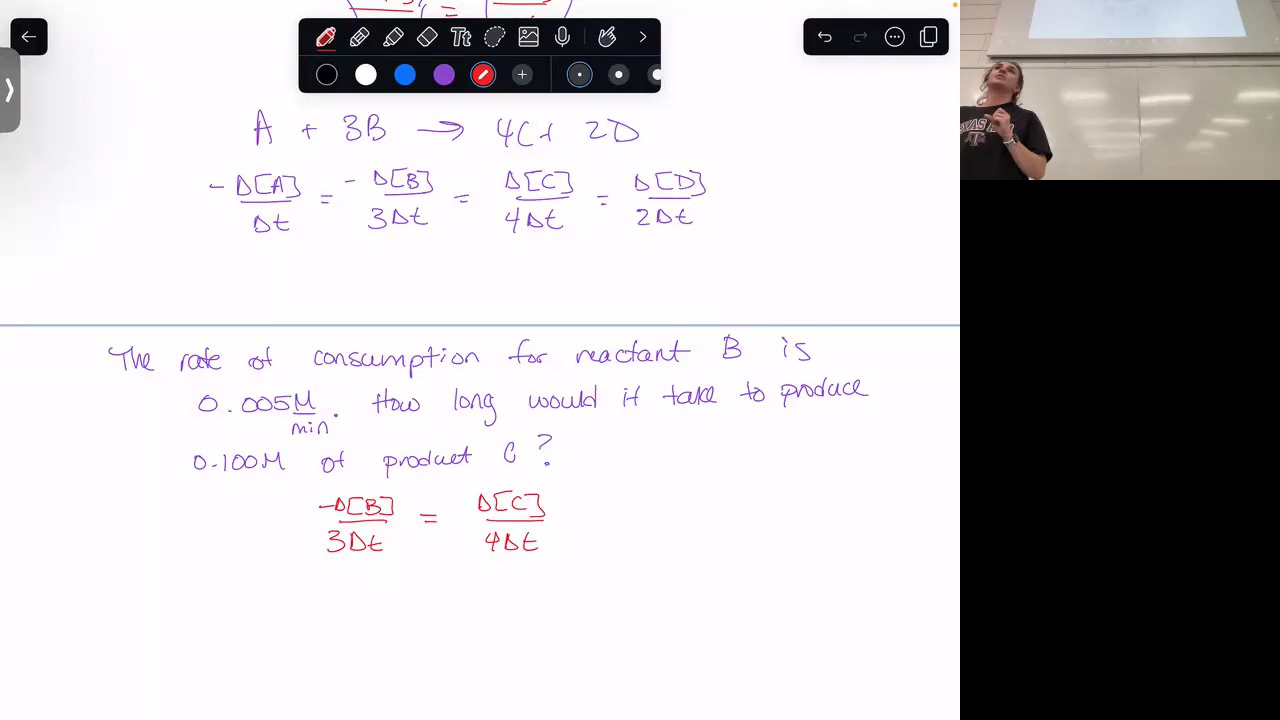 Tt
A + 3B → 4C+ 2D
-Δ[A]/Δt = -Δ[B]/3Δt = Δ[C]/4Δt = Δ[D]/2Δt
The rate of consumption for reactant B is
0.005 M/min. How long would it take to produce
0.100M of product C?
-Δ[B]/3Δt = Δ[C]/4Δt